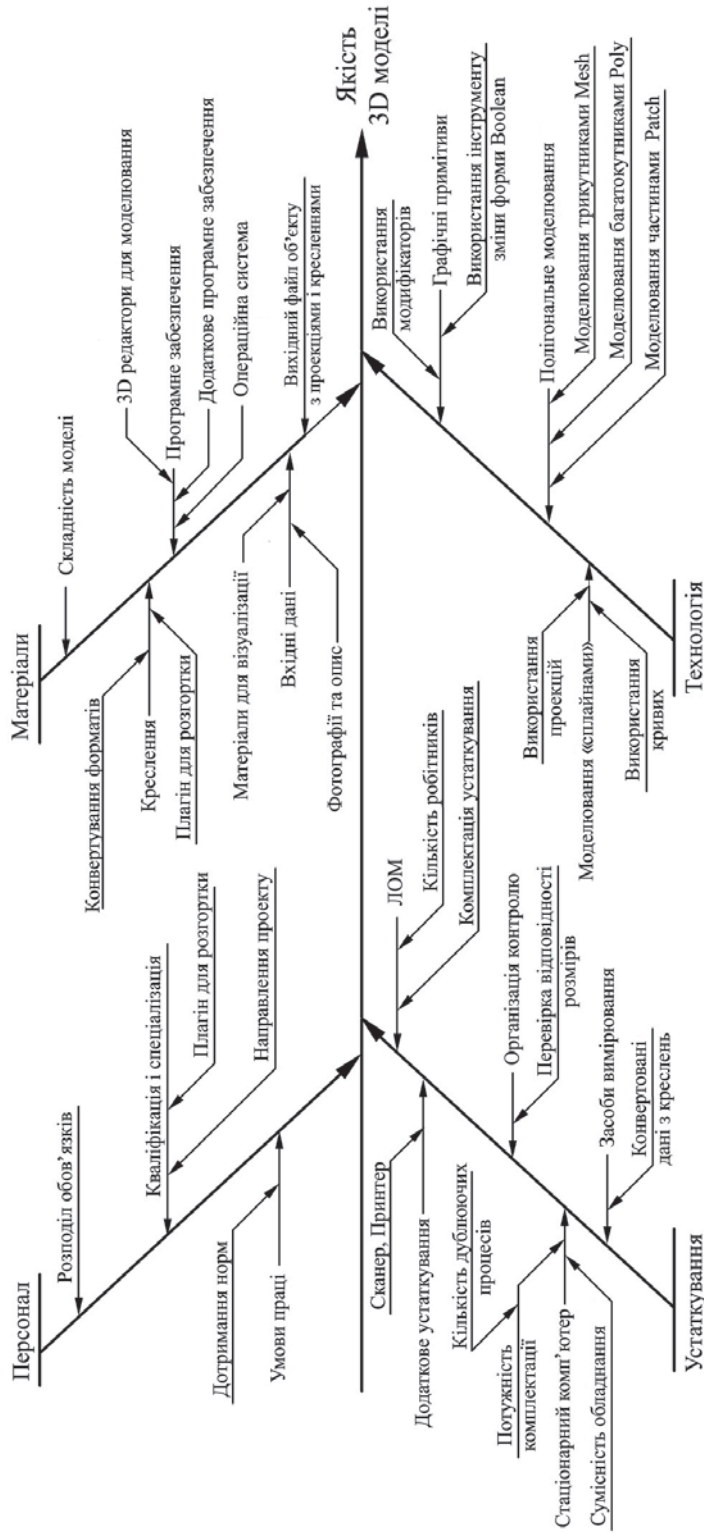 Персонал
Розподіл обов’язків
Кваліфікація і спеціалізація
Плагін для розгортки
Направлення проекту
Дотримання норм
Умови праці
Матеріали
Складність моделі
3D редактори для моделювання
Програмне забезпечення
Додаткове програмне забезпечення
Операційна система
Конвертування форматів
Креслення
Плагін для розгортки
Матеріали для візуалізації
Вхідні дані
Фотографії та опис
Вихідний файл об’єкту
з проекціями і кресленнями
Якість
3D моделі
Сканер, Принтер
Додаткове устаткування
ЛОМ
Кількість робітників
Комплектація устаткування
Кількість дублюючих
процесів
Потужність
комплектації
Стаціонарний комп’ютер
Сумісність обладнання
Організація контролю
Перевірка відповідності
розмірів
Засоби вимірювання
Конвертовані
дані з креслень
Устаткування
Використання
модифікаторів
Графічні примітиви
Використання інструменту
зміни форми Boolean
Полігональне моделювання
Моделювання трикутниками Mesh
Моделювання багатокутниками Poly
Моделювання частинами Patch
Використання
проекцій
Моделювання «сплайнами»
Використання
кривих
Технологія